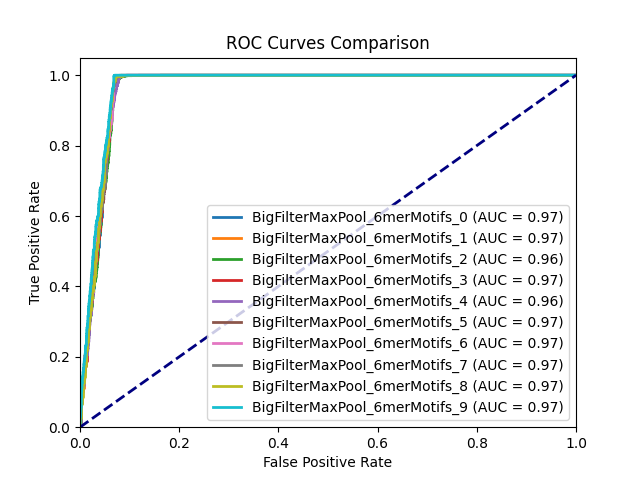 ROC Curves Comparison
True Positive Rate
1.0
0.8
0.6
0.4
0.2
0.0
BigFilterMaxPool_6merMotifs_0 (AUC = 0.97)
BigFilterMaxPool_6merMotifs_1 (AUC = 0.97)
BigFilterMaxPool_6merMotifs_2 (AUC = 0.96)
BigFilterMaxPool_6merMotifs_3 (AUC = 0.97)
BigFilterMaxPool_6merMotifs_4 (AUC = 0.96)
BigFilterMaxPool_6merMotifs_5 (AUC = 0.97)
BigFilterMaxPool_6merMotifs_6 (AUC = 0.97)
BigFilterMaxPool_6merMotifs_7 (AUC = 0.97)
BigFilterMaxPool_6merMotifs_8 (AUC = 0.97)
BigFilterMaxPool_6merMotifs_9 (AUC = 0.97)
0.0 0.2 0.4 0.6 0.8 1.0
False Positive Rate